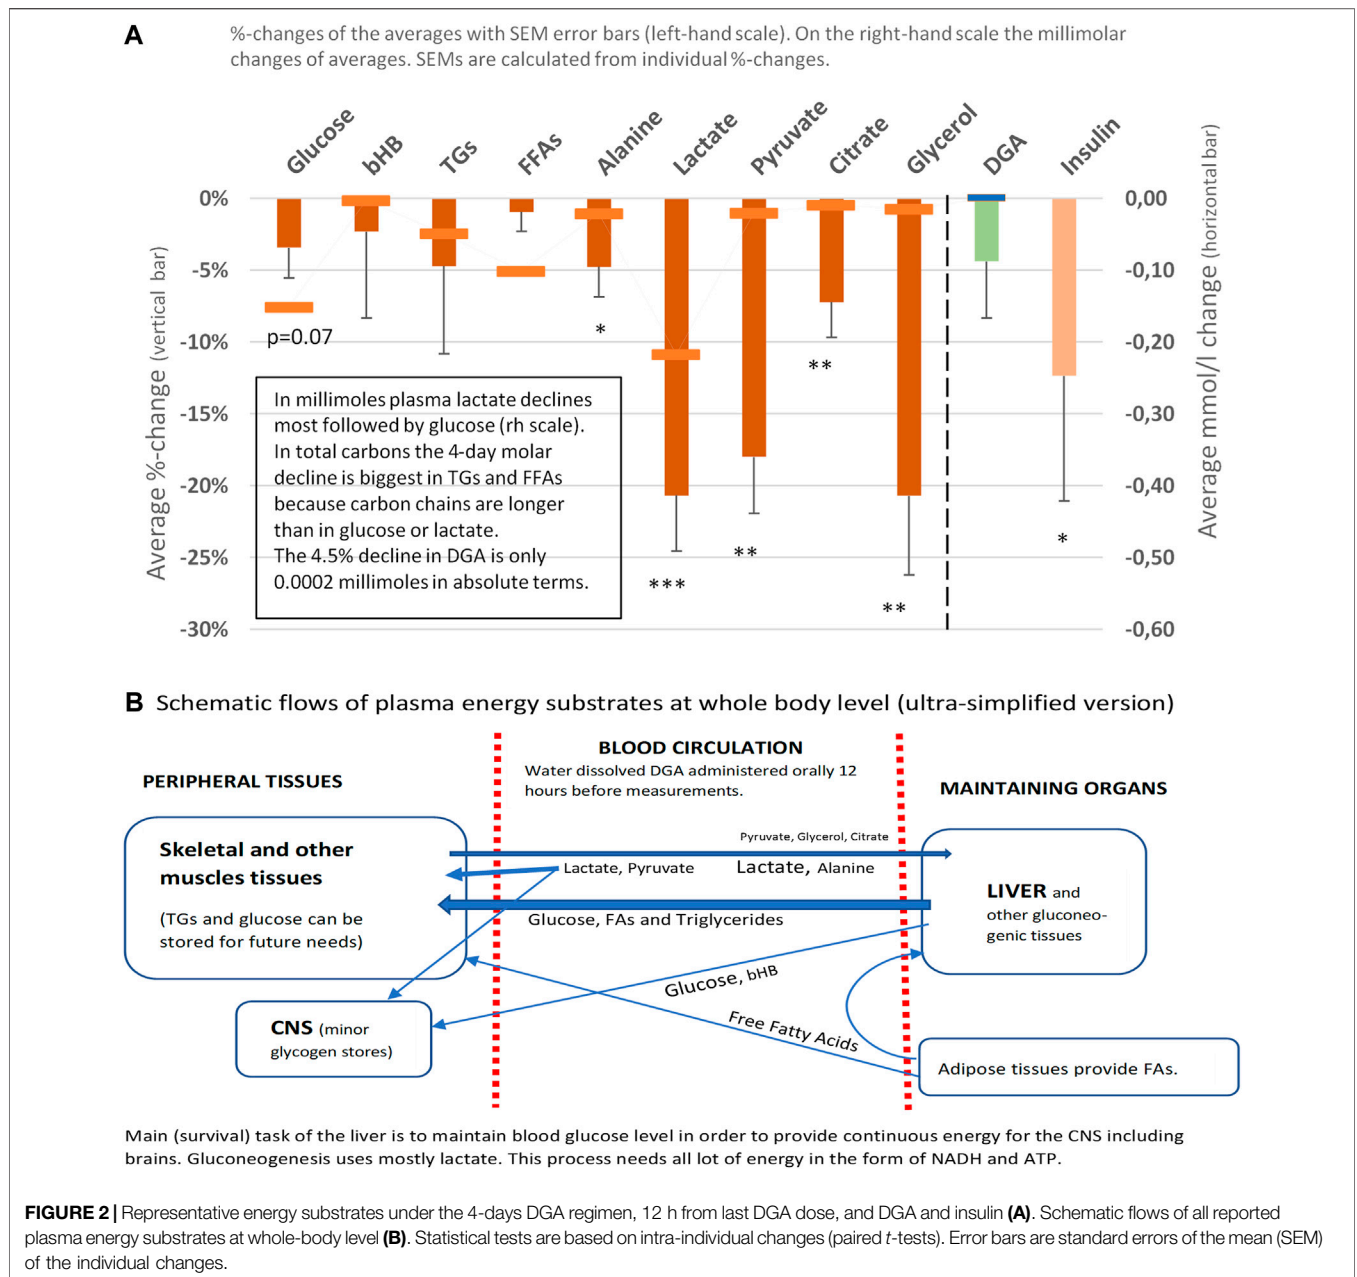 A
%-changes of the averages with SEM error bars (left-hand scale). On the right-hand scale the millimolar
changes of averages. SEMs are calculated from individual %-changes.
Glucose
bHB
TGs
FFAs
Alanine
Lactate
Pyruvate
Citrate
Glycerol
DGA
Insulin
Average %-change (vertical bar)
0%
-5%
-10%
-15%
-20%
-25%
-30%
p=0.07
*
***
**
**
**
*
In millimoles plasma lactate declines
most followed by glucose (rh scale).
In total carbons the 4-day molar
decline is biggest in TGs and FFAs
because carbon chains are longer
than in glucose or lactate.
The 4.5% decline in DGA is only
0.0002 millimoles in absolute terms.
0,00
-0,10
-0,20
-0,30
-0,40
-0,50
-0,60
Average mmol/l change (horizontal bar)
B Schematic flows of plasma energy substrates at whole body level (ultra-simplified version)
PERIPHERAL TISSUES
BLOOD CIRCULATION
Water dissolved DGA administered orally 12
hours before measurements.
MAINTAINING ORGANS
Skeletal and other
muscles tissues
(TGs and glucose can be
stored for future needs)
Pyruvate, Glycerol, Citrate
Lactate, Pyruvate
Lactate, Alanine
Glucose, FAs and Triglycerides
LIVER and
other gluconeo-
genic tissues
Glucose, bHB
Free Fatty Acids
CNS (minor
glycogen stores)
Adipose tissues provide FAs.
Main (survival) task of the liver is to maintain blood glucose level in order to provide continuous energy for the CNS including
brains. Gluconeogenesis uses mostly lactate. This process needs all lot of energy in the form of NADH and ATP.
FIGURE 2 | Representative energy substrates under the 4-days DGA regimen, 12 h from last DGA dose, and DGA and insulin (A). Schematic flows of all reported
plasma energy substrates at whole-body level (B). Statistical tests are based on intra-individual changes (paired t-tests). Error bars are standard errors of the mean (SEM)
of the individual changes.